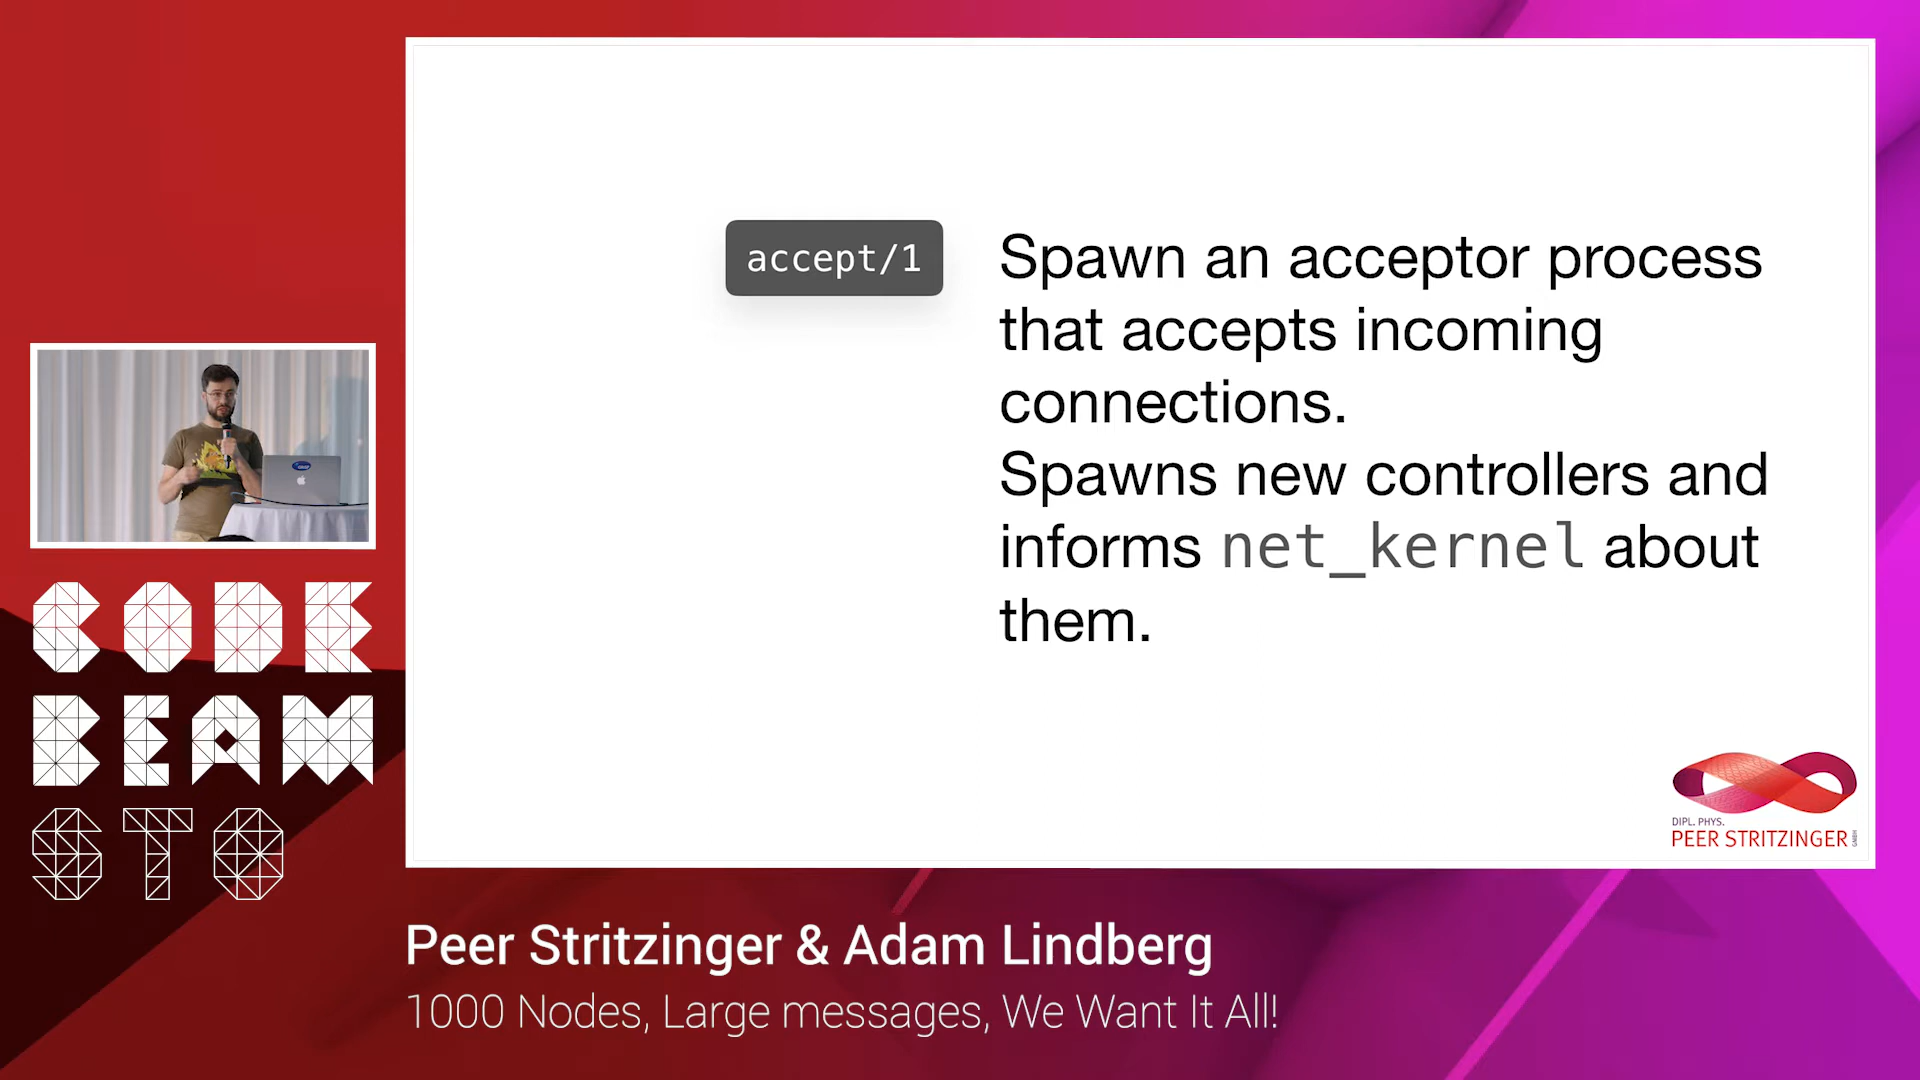 accept/1
Spawn an acceptor process
that accepts incoming
connections.
Spawns new controllers and
informs net_kernel about
them.
DIPL. PHYS.
PEER STRITZINGER GMBH
CODE
BEAM
STO
Peer Stritzinger & Adam Lindberg
1000 Nodes, Large messages, We Want It All!